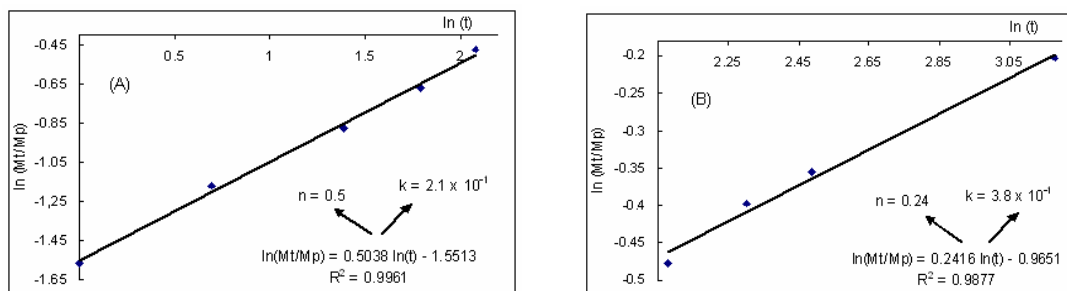 ln (t)
-0.45
0.5 1 1.5 2
-0.65
(A)
-0.85
ln (Mt/Mp)
-1.05
-1.25
n = 0.5
k = 2.1 x 10⁻¹
-1.45
ln(Mt/Mp) = 0.5038 ln(t) - 1.5513
-1.65
R² = 0.9961
ln (t)
-0.2
2.25 2.45 2.65 2.85 3.05
-0.25
(B)
-0.3
ln (Mt/Mp)
-0.35
-0.4
n = 0.24
k = 3.8 x 10⁻¹
-0.45
ln(Mt/Mp) = 0.2416 ln(t) - 0.9651
-0.5
R² = 0.9877